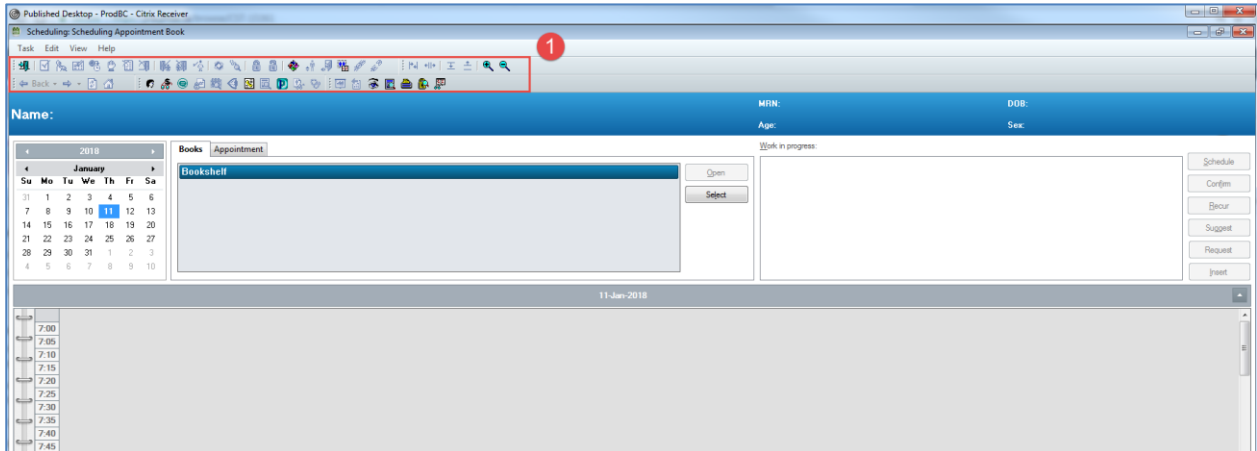 Published Desktop - ProdBC - Citrix Receiver
Scheduling: Scheduling Appointment Book
Task Edit View Help
1
Back
Name:
MRN:
DOB:
Age:
Sex:
2018
January
Su Mo Tu We Th Fr Sa
31 1 2 3 4 5 6
7 8 9 10 11 12 13
14 15 16 17 18 19 20
21 22 23 24 25 26 27
28 29 30 31 1 2 3
4 5 6 7 8 9 10
Books Appointment
Bookshelf
Open
Select
Work in progress:
Schedule
Confirm
Recur
Suggest
Request
Insert
11-Jan-2018
7:00
7:05
7:10
7:15
7:20
7:25
7:30
7:35
7:40
7:45